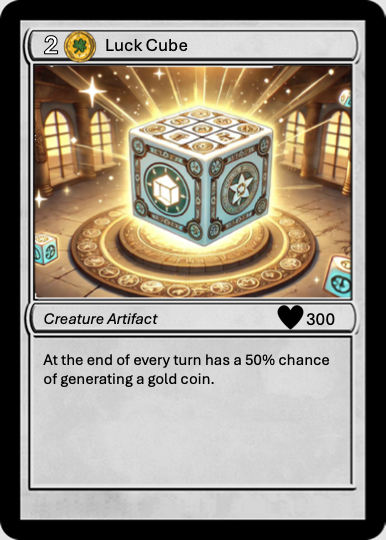 2 Luck Cube
Creature Artifact 300
At the end of every turn has a 50% chance
of generating a gold coin.